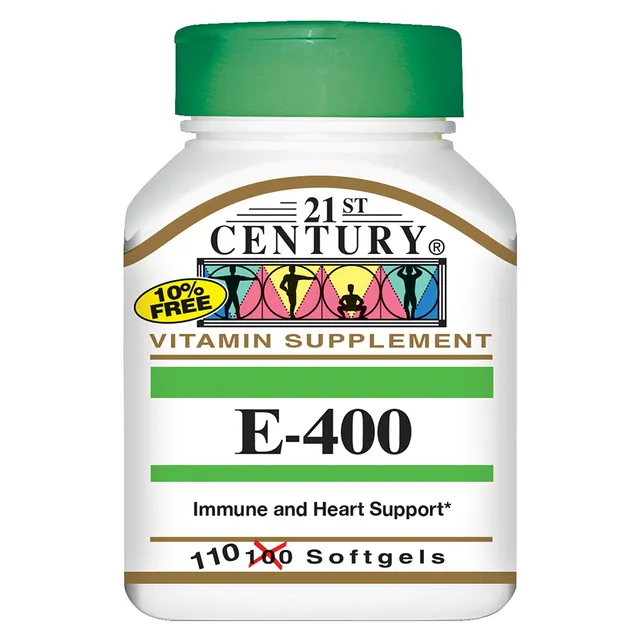 21ST
CENTURY®
10%
FREE
VITAMIN SUPPLEMENT
E-400
Immune and Heart Support*
110 100 Softgels